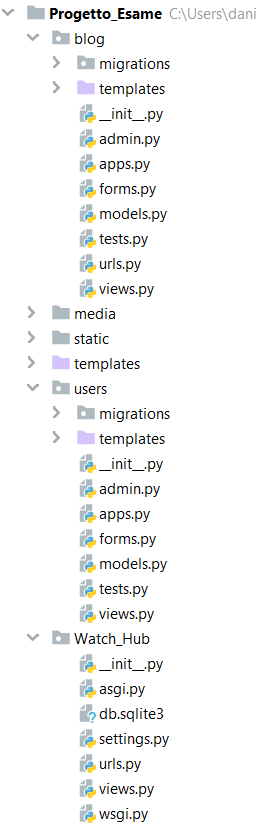 Progetto_Esame C:\Users\dani
blog
migrations
templates
__init__.py
admin.py
apps.py
forms.py
models.py
tests.py
urls.py
views.py
media
static
templates
users
migrations
templates
__init__.py
admin.py
apps.py
forms.py
models.py
tests.py
views.py
Watch_Hub
__init__.py
asgi.py
db.sqlite3
settings.py
urls.py
views.py
wsgi.py